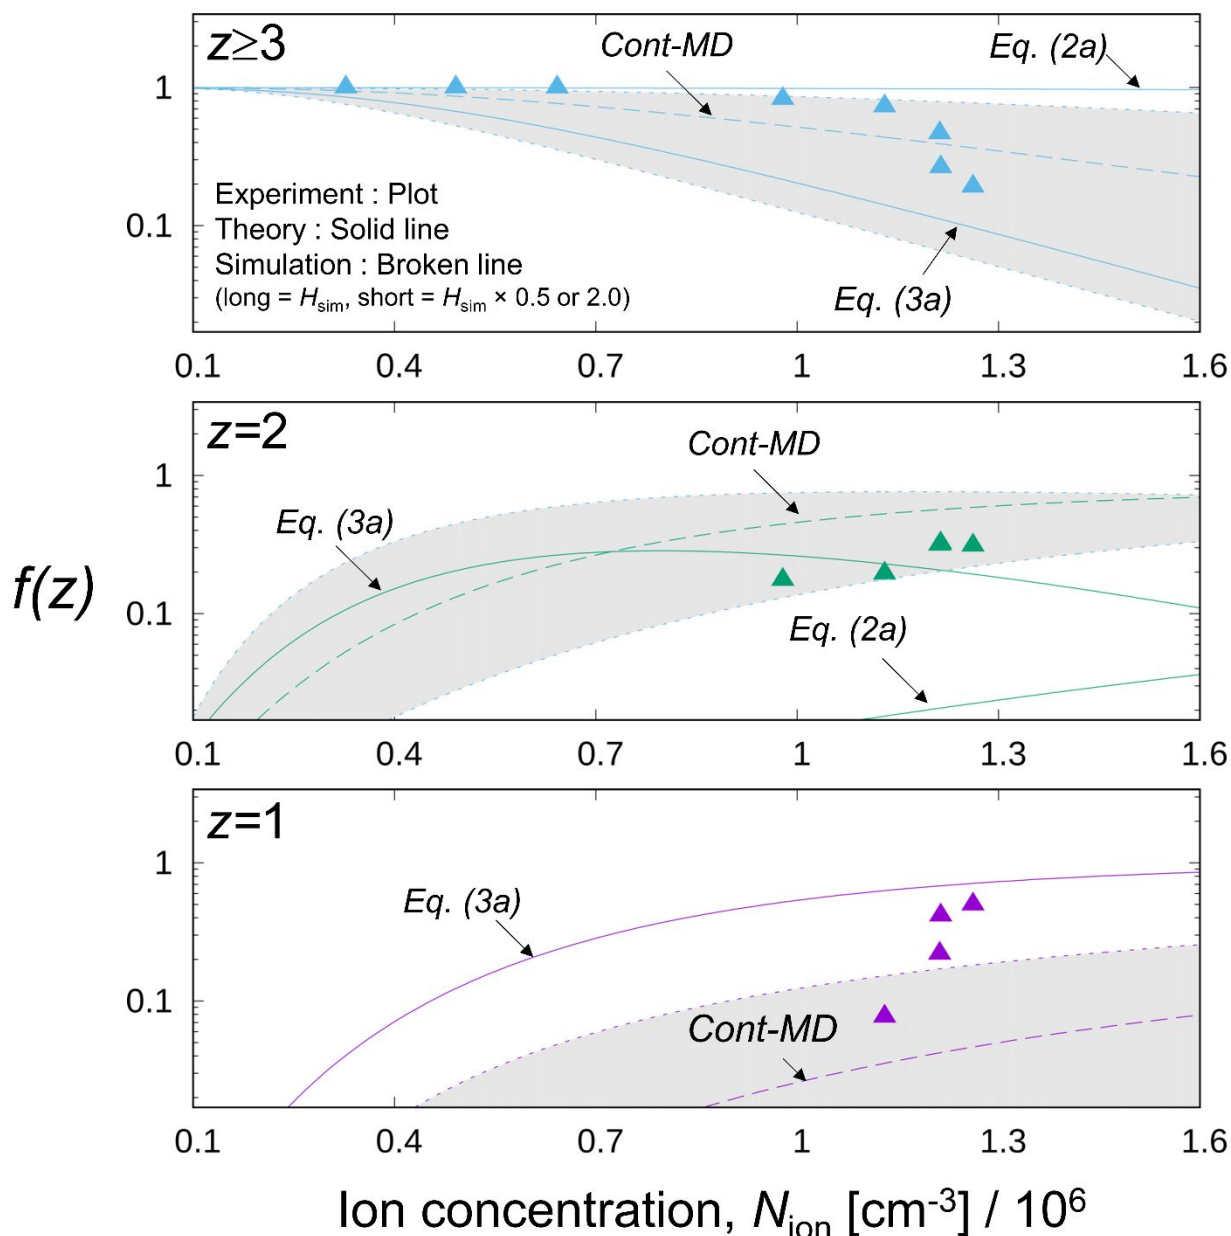 z≥3
Cont-MD
Eq. (2a)
1
Experiment : Plot
Theory : Solid line
Simulation : Broken line
(long = Hsim, short = Hsim × 0.5 or 2.0)
0.1
Eq. (3a)
0.1 0.4 0.7 1 1.3 1.6
z=2
Cont-MD
1
Eq. (3a)
f(z)
0.1
Eq. (2a)
0.1 0.4 0.7 1 1.3 1.6
z=1
1
Eq. (3a)
0.1
Cont-MD
0.1 0.4 0.7 1 1.3 1.6
Ion concentration, Nion [cm-3] / 10⁶